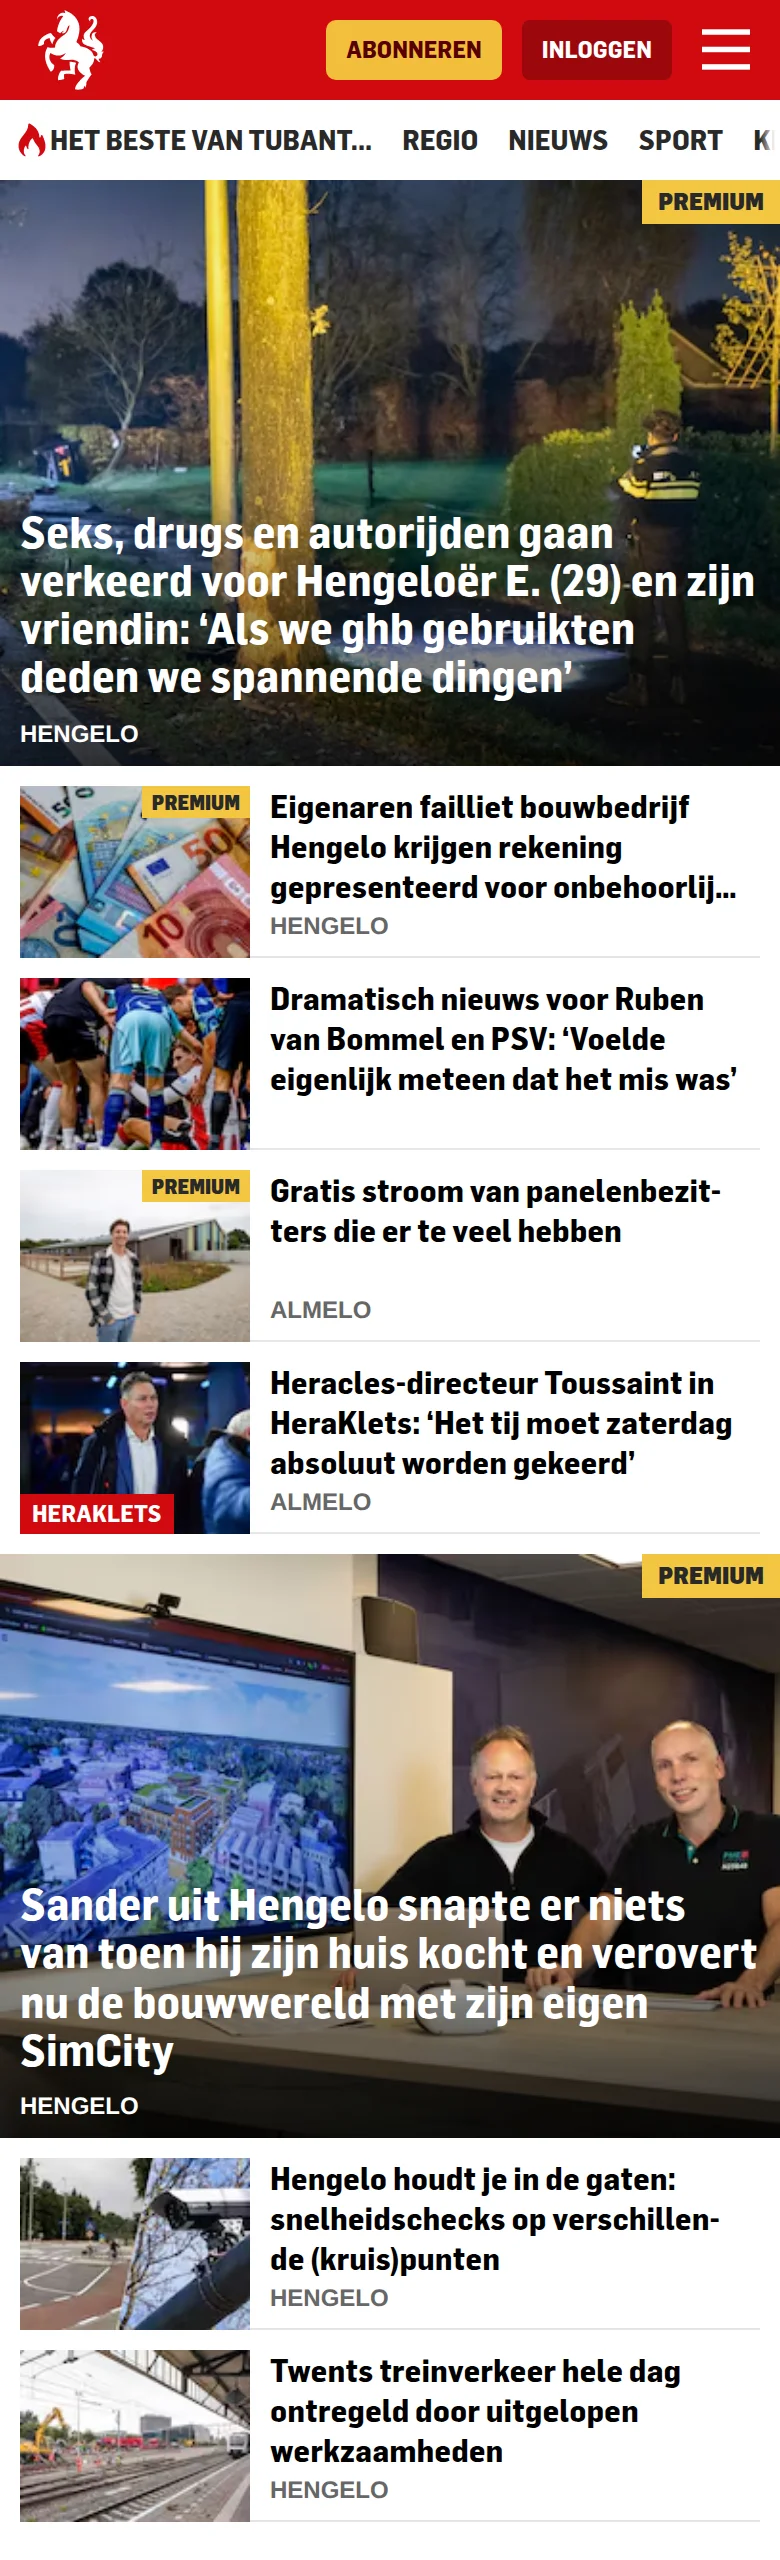 ABONNEREN
INLOGGEN
HET BESTE VAN TUBANT...
REGIO
NIEUWS
SPORT
PREMIUM
Seks, drugs en autorijden gaan
verkeerd voor Hengeloër E. (29) en zijn
vriendin: ‘Als we ghb gebruikten
deden we spannende dingen’
HENGELO
PREMIUM
Eigenaren failliet bouwbedrijf
Hengelo krijgen rekening
gepresenteerd voor onbehoorlij...
HENGELO
Dramatisch nieuws voor Ruben
van Bommel en PSV: ‘Voelde
eigenlijk meteen dat het mis was’
PREMIUM
Gratis stroom van panelenbezit-
ters die er te veel hebben
ALMELO
HERAKLETS
Heracles-directeur Toussaint in
HeraKlets: ‘Het tij moet zaterdag
absoluut worden gekeerd’
ALMELO
PREMIUM
Sander uit Hengelo snapte er niets
van toen hij zijn huis kocht en verovert
nu de bouwwereld met zijn eigen
SimCity
HENGELO
Hengelo houdt je in de gaten:
snelheidschecks op verschillen-
de (kruis)punten
HENGELO
Twents treinverkeer hele dag
ontregeld door uitgelopen
werkzaamheden
HENGELO